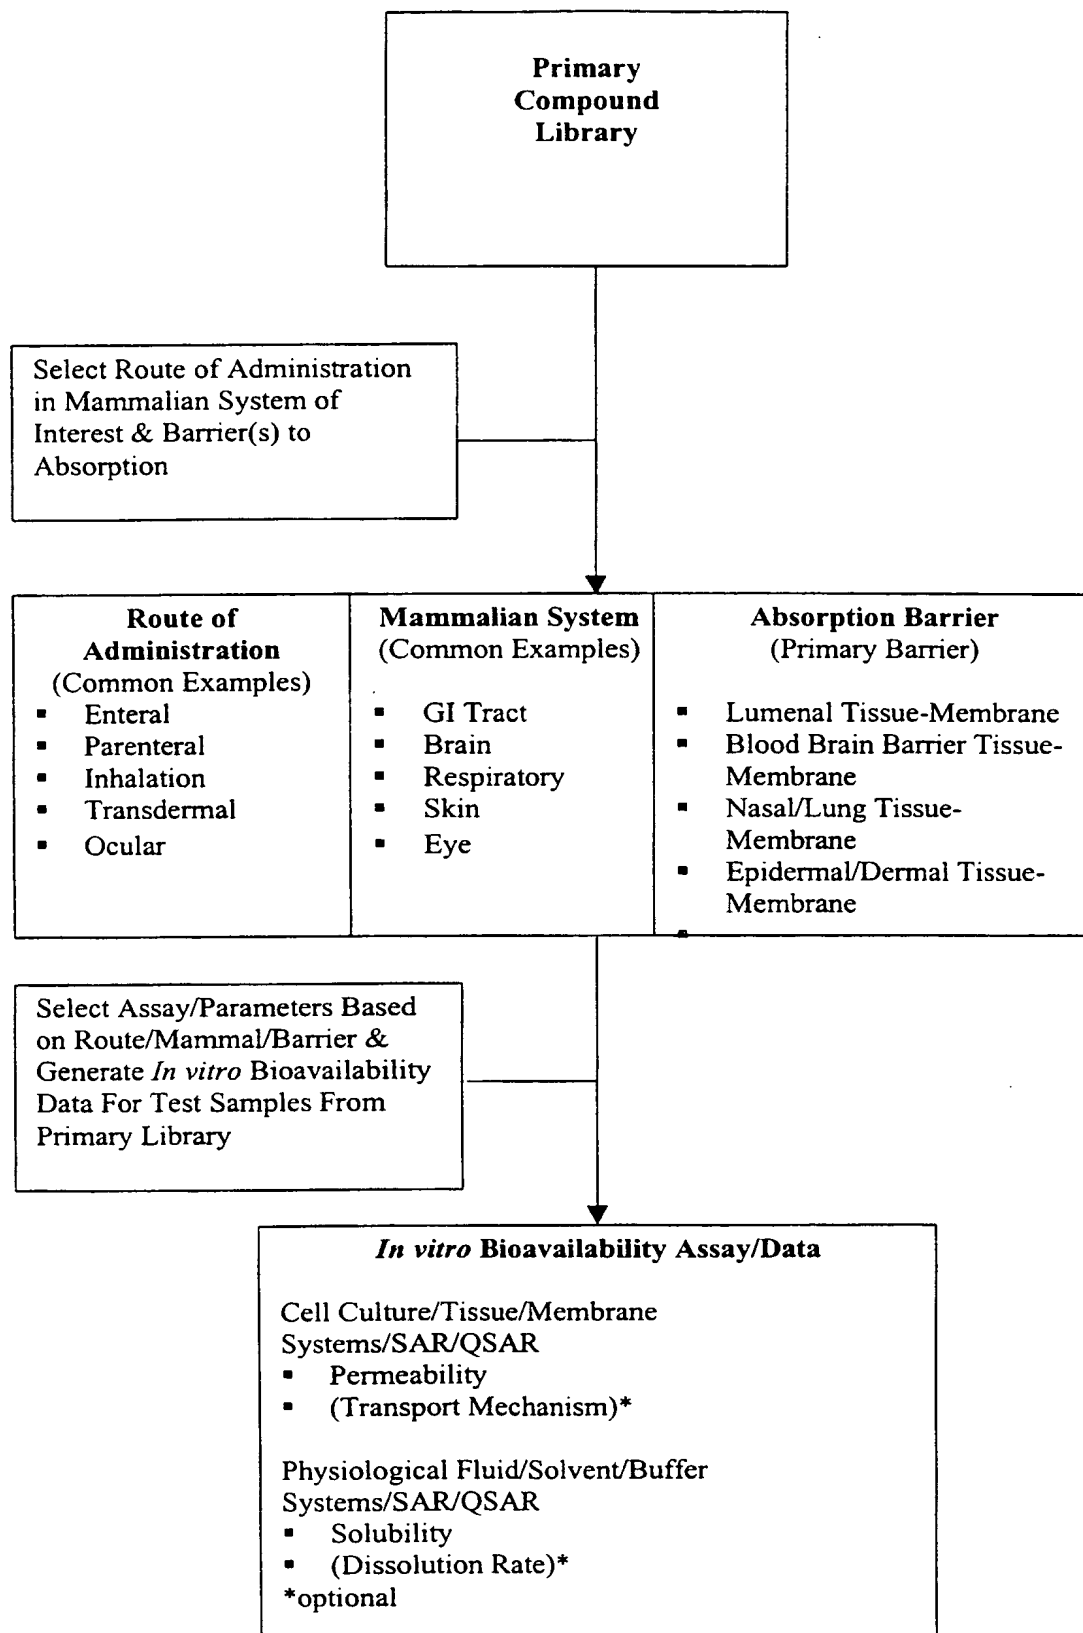 Primary
Compound
Library
Select Route of Administration
in Mammalian System of
Interest & Barrier(s) to
Absorption
Route of
Administration
(Common Examples)
▪ Enteral
▪ Parenteral
▪ Inhalation
▪ Transdermal
▪ Ocular
Mammalian System
(Common Examples)
▪ GI Tract
▪ Brain
▪ Respiratory
▪ Skin
▪ Eye
Absorption Barrier
(Primary Barrier)
▪ Lumenal Tissue-Membrane
▪ Blood Brain Barrier Tissue-
Membrane
▪ Nasal/Lung Tissue-
Membrane
▪ Epidermal/Dermal Tissue-
Membrane
Select Assay/Parameters Based
on Route/Mammal/Barrier &
Generate In vitro Bioavailability
Data For Test Samples From
Primary Library
In vitro Bioavailability Assay/Data
Cell Culture/Tissue/Membrane
Systems/SAR/QSAR
▪ Permeability
▪ (Transport Mechanism)*
Physiological Fluid/Solvent/Buffer
Systems/SAR/QSAR
▪ Solubility
▪ (Dissolution Rate)*
*optional